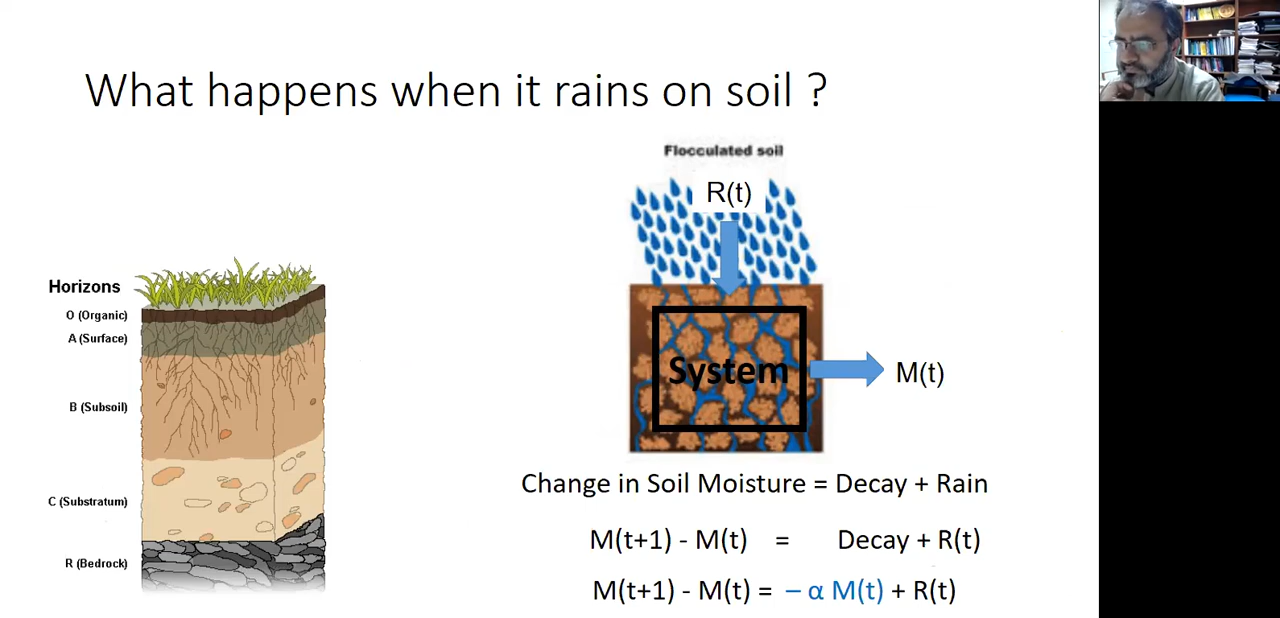 What happens when it rains on soil ?
Horizons
O (Organic)
A (Surface)
B (Subsoil)
C (Substratum)
R (Bedrock)
Flocculated soil
R(t)
System
M(t)
Change in Soil Moisture = Decay + Rain
M(t+1) - M(t) = Decay + R(t)
M(t+1) - M(t) = – α M(t) + R(t)